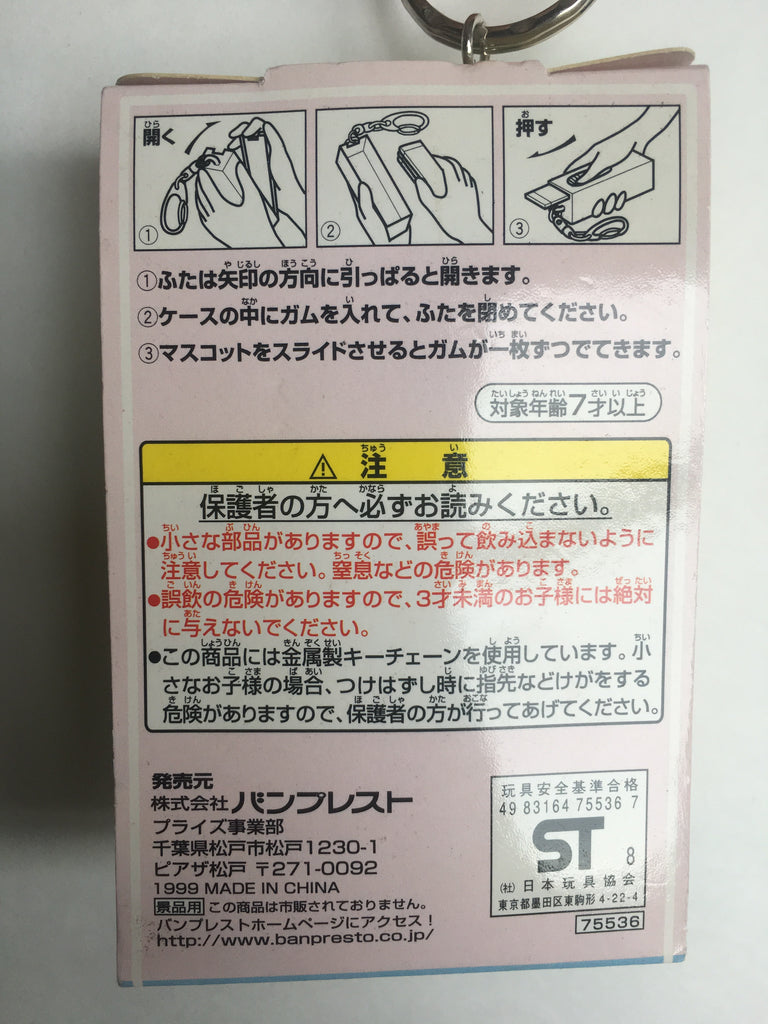 開く
押す
①
②
③
①ふたは矢印の方向に引っぱると開きます。
②ケースの中にガムを入れて、ふたを閉めてください。
③マスコットをスライドさせるとガムが一枚ずつでてきます。
対象年齢7才以上
⚠注意
保護者の方へ必ずお読みください。
●小さな部品がありますので、誤って飲み込まないように
注意してください。窒息などの危険があります。
●誤飲の危険がありますので、3才未満のお子様には絶対
に与えないでください。
●この商品には金属製キーチェーンを使用しています。小
さなお子様の場合、つけはずし時に指先などけがをする
危険がありますので、保護者の方が行ってあげてください。
発売元
株式会社バンプレスト
プライズ事業部
千葉県松戸市松戸1230-1
ピアザ松戸 〒271-0092
1999 MADE IN CHINA
景品用 この商品は市販されておりません。
バンプレストホームページにアクセス!
http://www.banpresto.co.jp/
玩具安全基準合格
49 83164 75536 7
ST 8
(社)日本玩具協会
東京都墨田区東駒形4-22-4
75536